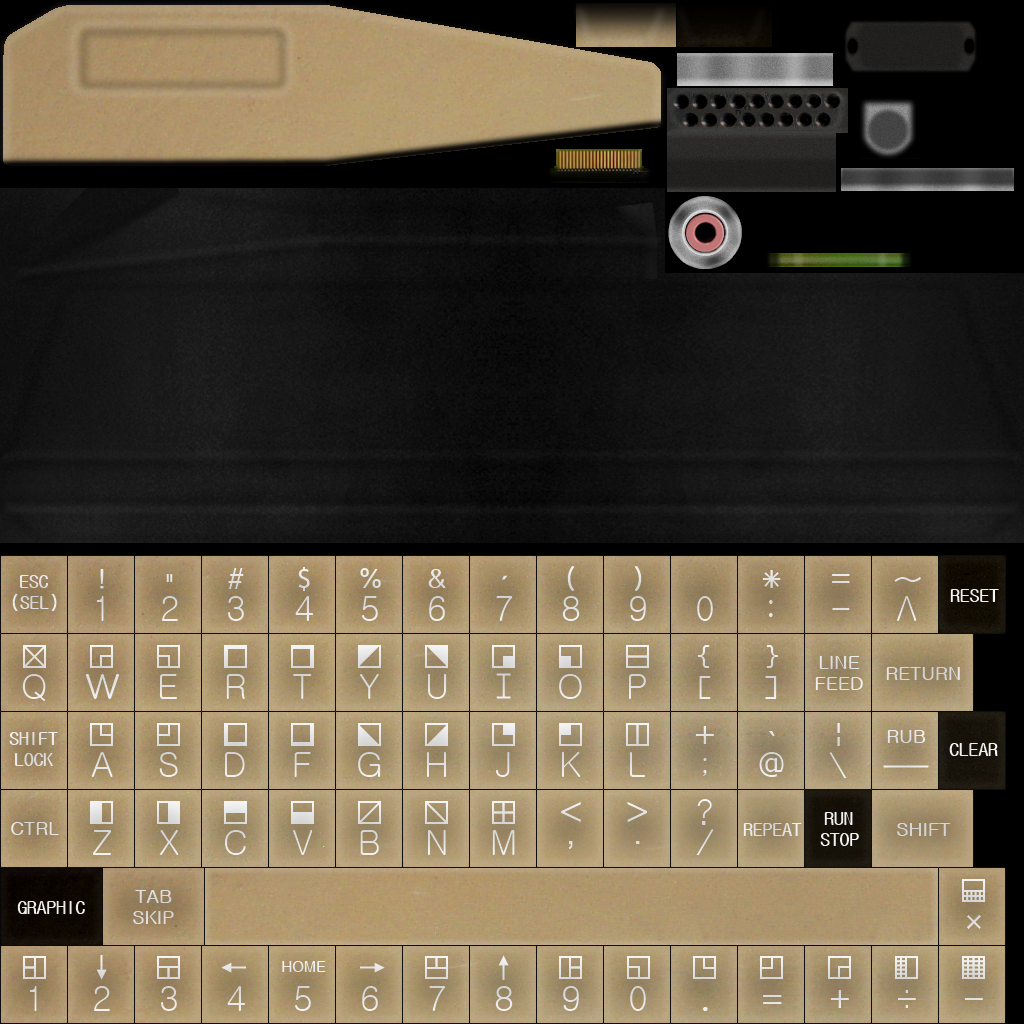 ESC ! " # $ % & ´ ( ) * = ~
(SEL) 1 2 3 4 5 6 7 8 9 0 : - ^ RESET
{ } LINE
Q W E R T Y U I O P [ ] FEED RETURN
SHIFT + ` ¦ RUB
LOCK A S D F G H J K L ; @ \ — CLEAR
< > ? RUN
CTRL Z X C V B N M , . / REPEAT STOP SHIFT
GRAPHIC TAB
SKIP ×
↓ ← HOME → ↑
1 2 3 4 5 6 7 8 9 0 . = + ÷ -